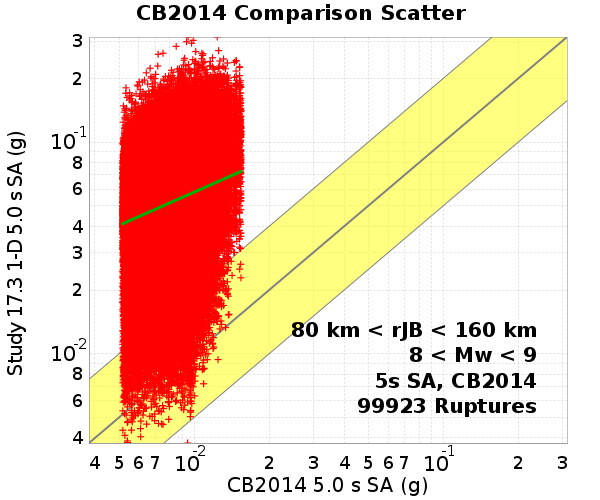 CB2014 Comparison Scatter
3
2
10^-1
8
6
4
3
2
10^-2
8
6
4
Study 17.3 1-D 5.0 s SA (g)
80 km < rJB < 160 km
8 < Mw < 9
5s SA, CB2014
99923 Ruptures
4 5 6 7 10^-2 2 3 4 5 6 7 10^-1 2 3
CB2014 5.0 s SA (g)